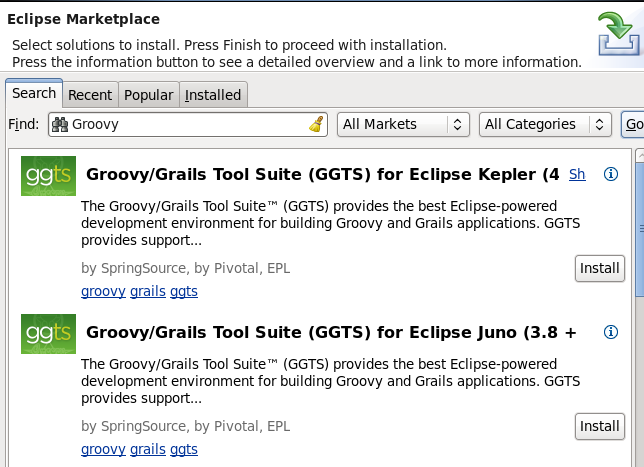 Eclipse Marketplace
Select solutions to install. Press Finish to proceed with installation.
Press the information button to see a detailed overview and a link to more information.
Search Recent Popular Installed
Find: Groovy All Markets All Categories Go
ggts Groovy/Grails Tool Suite (GGTS) for Eclipse Kepler (4 Sh
The Groovy/Grails Tool Suite™ (GGTS) provides the best Eclipse-powered
development environment for building Groovy and Grails applications. GGTS
provides support...
by SpringSource, by Pivotal, EPL Install
groovy grails ggts
ggts Groovy/Grails Tool Suite (GGTS) for Eclipse Juno (3.8 +
The Groovy/Grails Tool Suite™ (GGTS) provides the best Eclipse-powered
development environment for building Groovy and Grails applications. GGTS
provides support...
by SpringSource, by Pivotal, EPL Install
groovy grails ggts